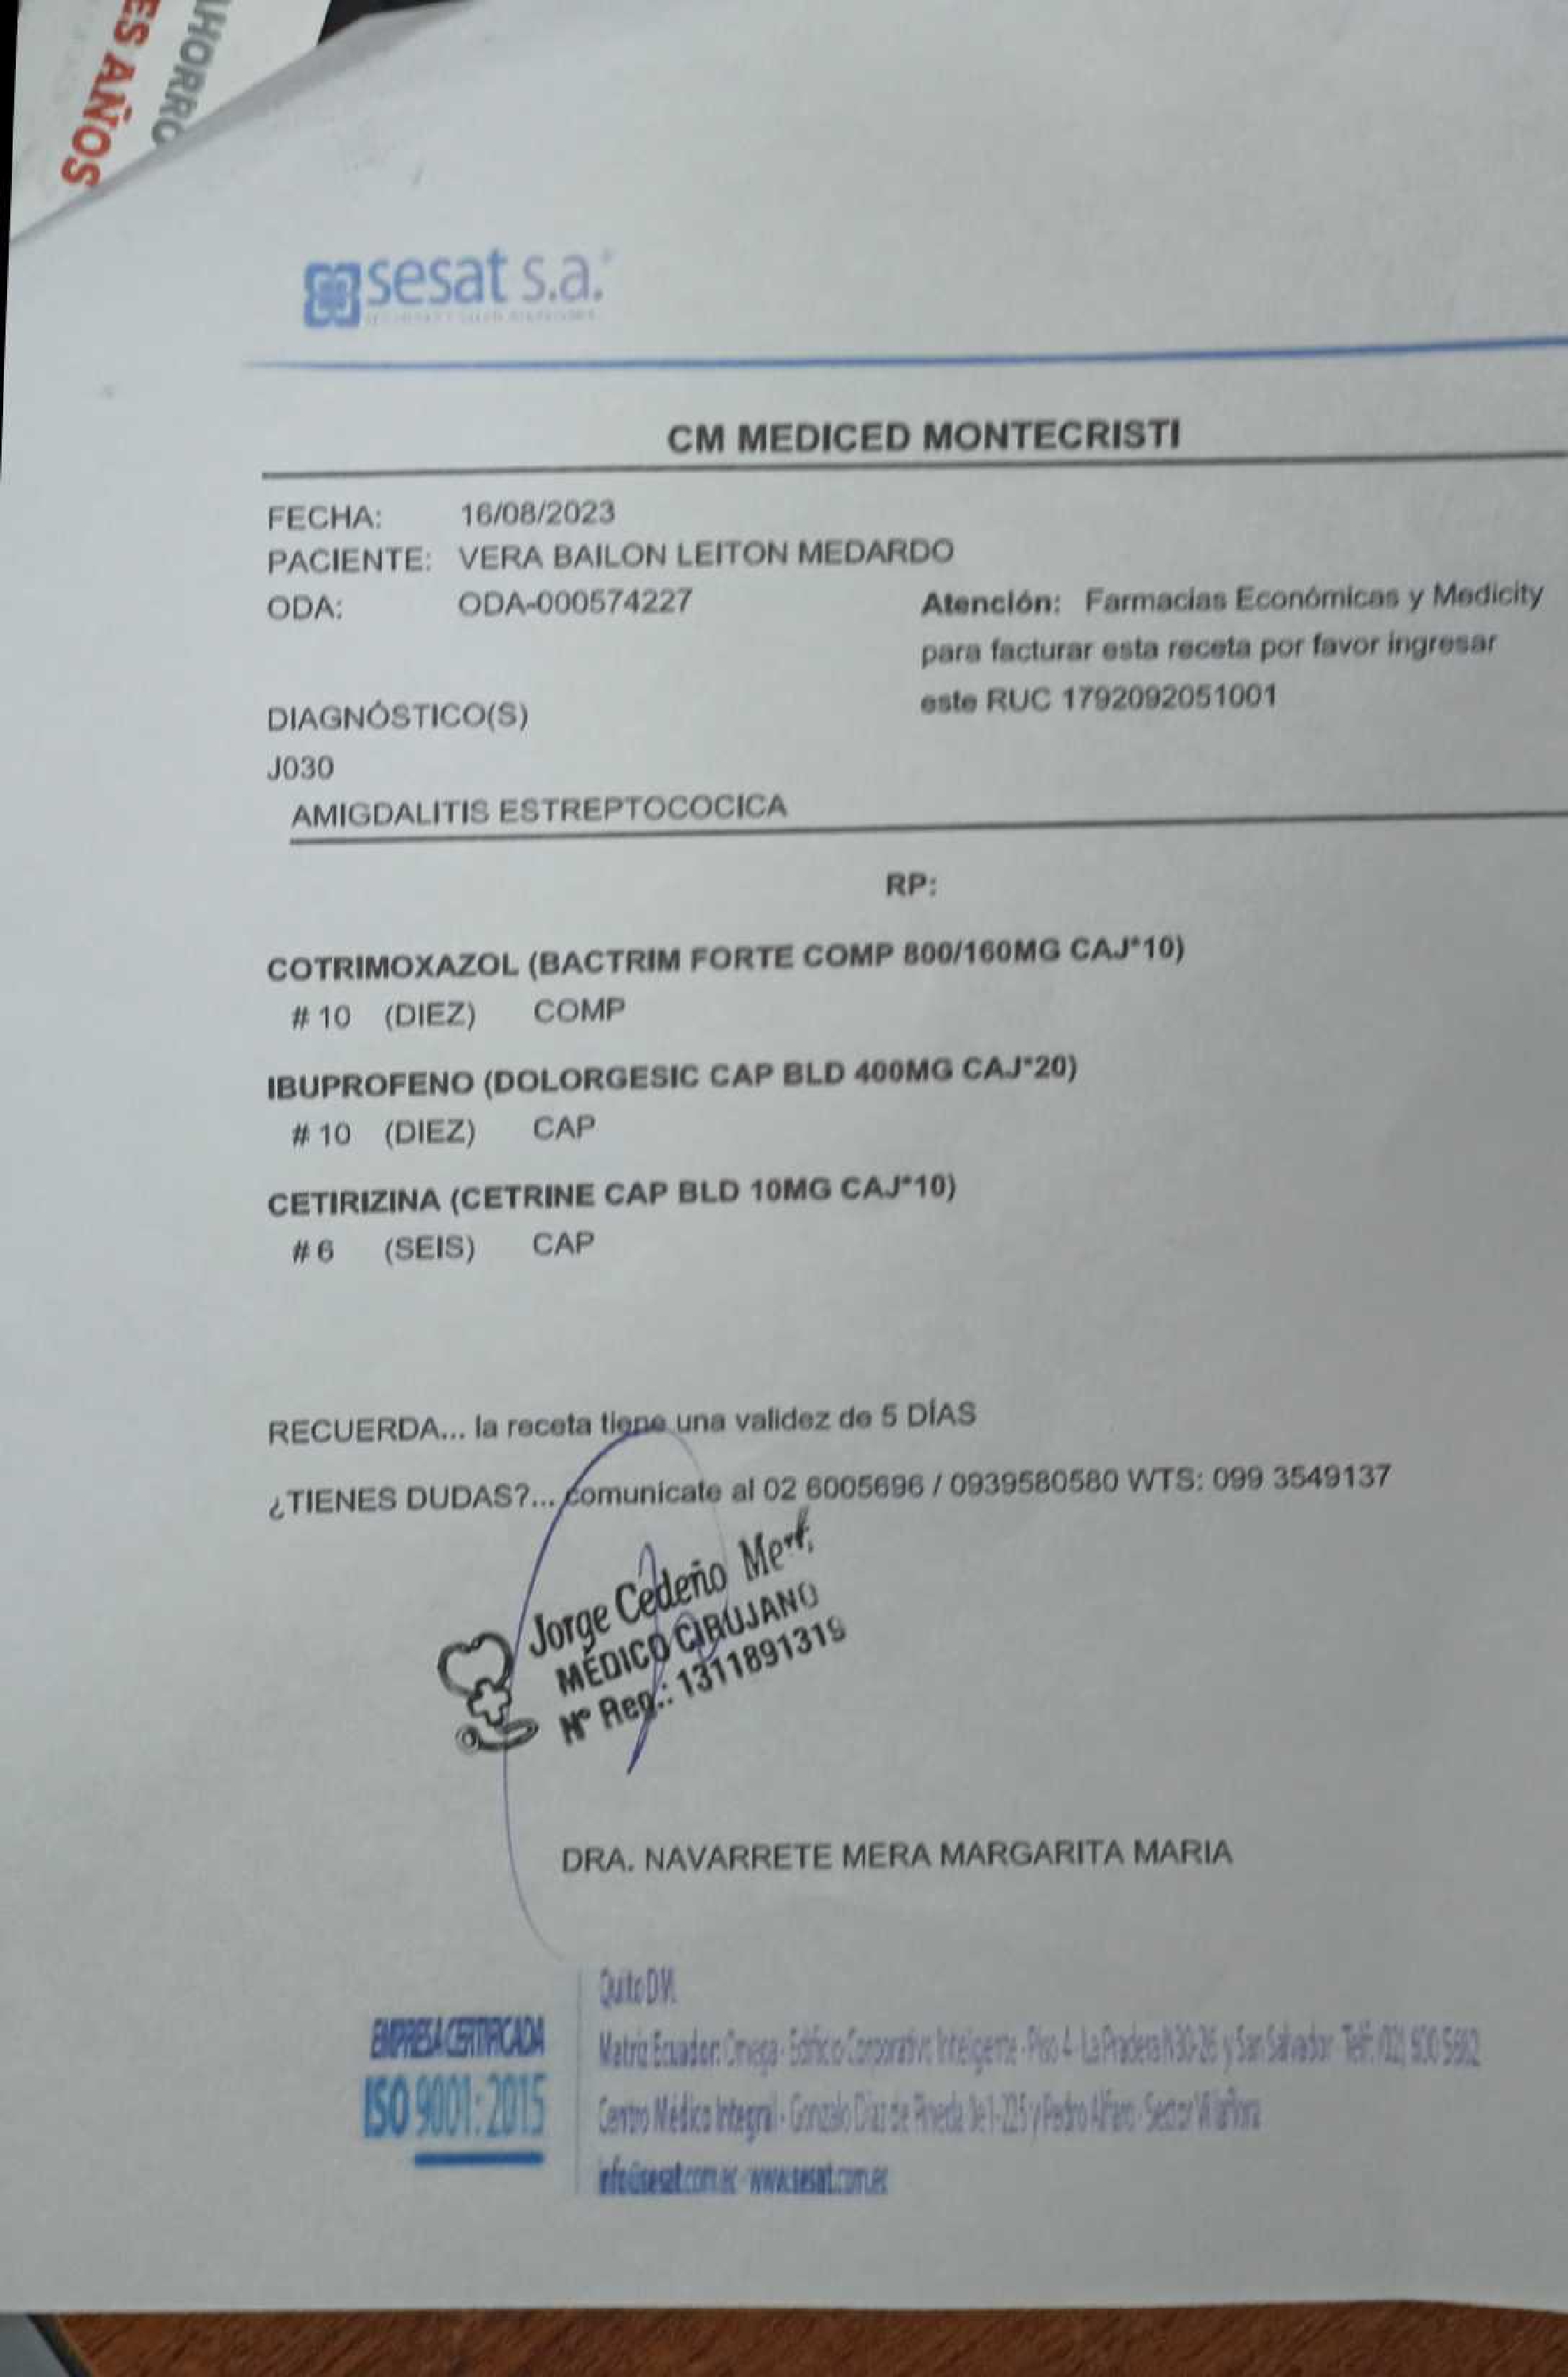 ES AÑOS
AHORRO
sesat s.a.
CM MEDICED MONTECRISTI
FECHA: 16/08/2023
PACIENTE: VERA BAILON LEITON MEDARDO
ODA: ODA-000574227
Atención: Farmacias Económicas y Medicity
para facturar esta receta por favor ingresar
este RUC 1792092051001
DIAGNÓSTICO(S)
J030
AMIGDALITIS ESTREPTOCOCICA
RP:
COTRIMOXAZOL (BACTRIM FORTE COMP 800/160MG CAJ*10)
# 10 (DIEZ) COMP
IBUPROFENO (DOLORGESIC CAP BLD 400MG CAJ*20)
# 10 (DIEZ) CAP
CETIRIZINA (CETRINE CAP BLD 10MG CAJ*10)
# 6 (SEIS) CAP
RECUERDA... la receta tiene una validez de 5 DÍAS
¿TIENES DUDAS?... comunícate al 02 6005696 / 0939580580 WTS: 099 3549137
Jorge Cedeño
MÉDICO CIRUJANO
N° Reg.: 1311891319
DRA. NAVARRETE MERA MARGARITA MARIA
EMPRESA CERTIFICADA
ISO 9001:2015
Quito DM.
Matriz Ecuador: Omega - Edificio Corporativo Inteligente - Piso 4 - La Pradera N30-26 y San Salvador Telf: (02) 600 5662
Centro Médico Integral - Gonzalo Díaz de Pineda 0e1-225 y Pedro Alfaro - Sector Villaflora
info@sesat.com.ec - www.sesat.com.ec